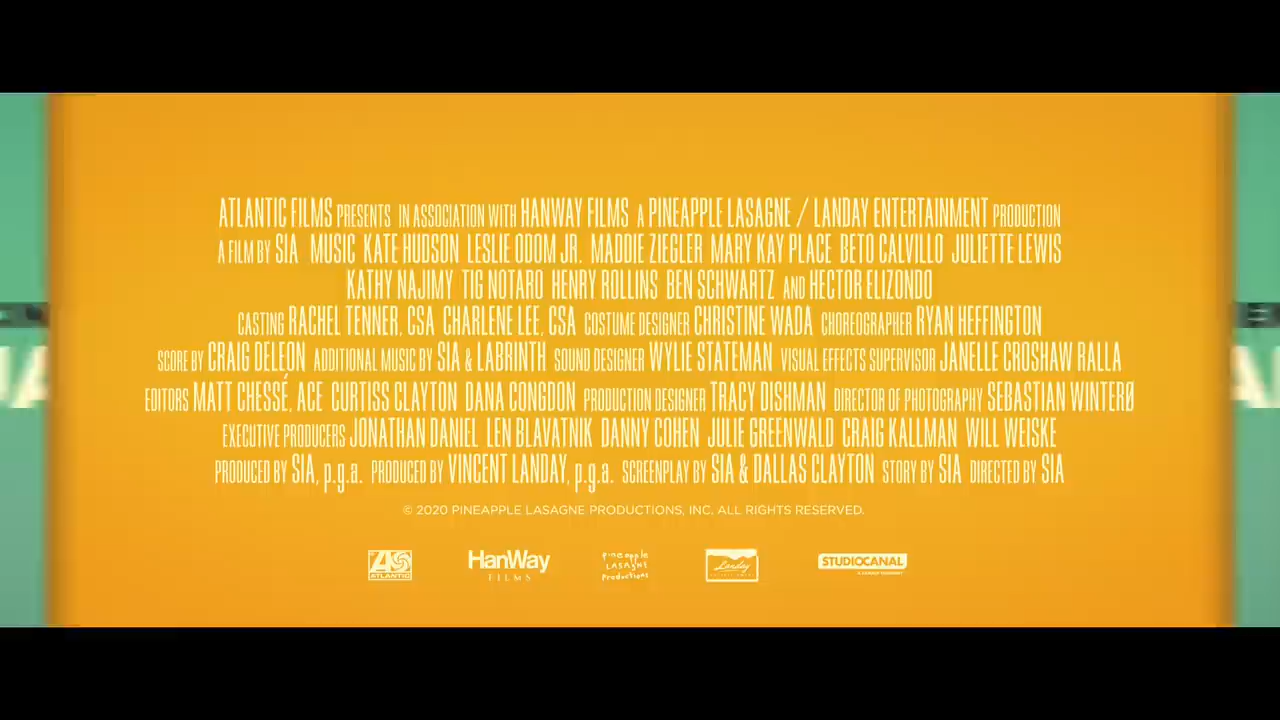 ATLANTIC FILMS PRESENTS IN ASSOCIATION WITH HANWAY FILMS A PINEAPPLE LASAGNE / LANDAY ENTERTAINMENT PRODUCTION
A FILM BY SIA MUSIC KATE HUDSON LESLIE ODOM JR. MADDIE ZIEGLER MARY KAY PLACE BETO CALVILLO JULIETTE LEWIS
KATHY NAJIMY TIG NOTARO HENRY ROLLINS BEN SCHWARTZ AND HECTOR ELIZONDO
CASTING RACHEL TENNER, CSA CHARLENE LEE, CSA COSTUME DESIGNER CHRISTINE WADA CHOREOGRAPHER RYAN HEFFINGTON
SCORE BY CRAIG DELEON ADDITIONAL MUSIC BY SIA & LABRINTH SOUND DESIGNER WYLIE STATEMAN VISUAL EFFECTS SUPERVISOR JANELLE CROSHAW RALLA
EDITORS MATT CHESSÉ, ACE CURTISS CLAYTON DANA CONGDON PRODUCTION DESIGNER TRACY DISHMAN DIRECTOR OF PHOTOGRAPHY SEBASTIAN WINTERØ
EXECUTIVE PRODUCERS JONATHAN DANIEL LEN BLAVATNIK DANNY COHEN JULIE GREENWALD CRAIG KALLMAN WILL WEISKE
PRODUCED BY SIA, p.g.a. PRODUCED BY VINCENT LANDAY, p.g.a. SCREENPLAY BY SIA & DALLAS CLAYTON STORY BY SIA DIRECTED BY SIA
© 2020 PINEAPPLE LASAGNE PRODUCTIONS, INC. ALL RIGHTS RESERVED.
ATLANTIC
HanWay
FILMS
pineapple
LASAGNE
Productions
Landay
STUDIOCANAL